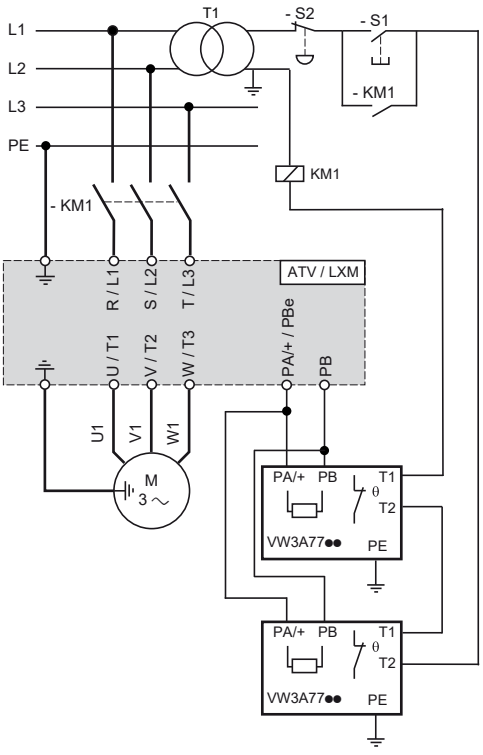 T1
- S2
- S1
L1
L2
- KM1
L3
PE
KM1
- KM1
ATV / LXM
R / L1
S / L2
T / L3
U / T1
V / T2
W / T3
PA/+ / PBe
PB
U1
V1
W1
M
3 ~
PA/+ PB T1
θ
T2
VW3A77●●
PE
PA/+ PB T1
θ
T2
VW3A77●●
PE